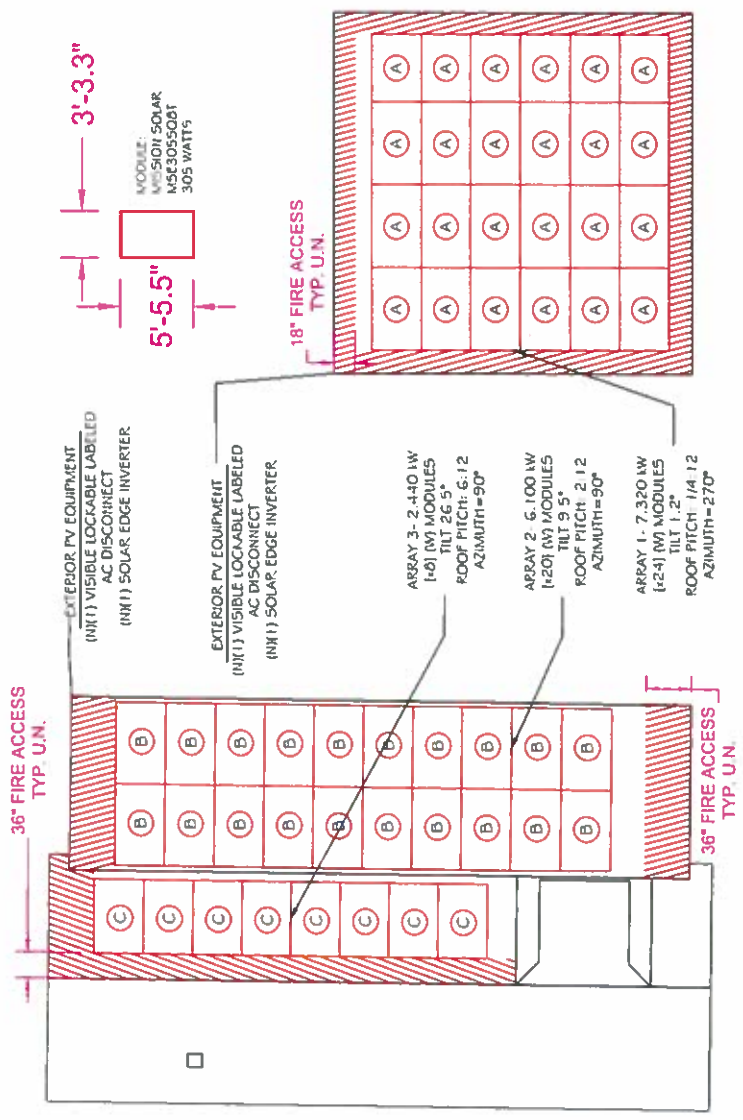 3'-3.3"
5'-5.5"
MODULE:
MISSION SOLAR
MSE305SQ8T
305 WATTS
EXTERIOR PV EQUIPMENT
(N)(1) VISIBLE LOCKABLE LABELED
AC DISCONNECT
(N)(1) SOLAR EDGE INVERTER
18" FIRE ACCESS
TYP. U.N.
EXTERIOR PV EQUIPMENT
(N)(1) VISIBLE LOCKABLE LABELED
AC DISCONNECT
(N)(1) SOLAR EDGE INVERTER
36" FIRE ACCESS
TYP. U.N.
ARRAY 3- 2.440 kW
(x8) (W) MODULES
TILT 26 5°
ROOF PITCH: 6:12
AZIMUTH=90°
ARRAY 2- 6.100 kW
(x20) (W) MODULES
TILT 9 5°
ROOF PITCH: 2:12
AZIMUTH=90°
ARRAY 1- 7.320 kW
(x24) (W) MODULES
TILT 1.2°
ROOF PITCH: 1/4:12
AZIMUTH=270°
36" FIRE ACCESS
TYP. U.N.
C
C
C
C
C
C
C
C
B B
B B
B B
B B
B B
B B
B B
B B
B B
B B
A A A A
A A A A
A A A A
A A A A
A A A A
A A A A